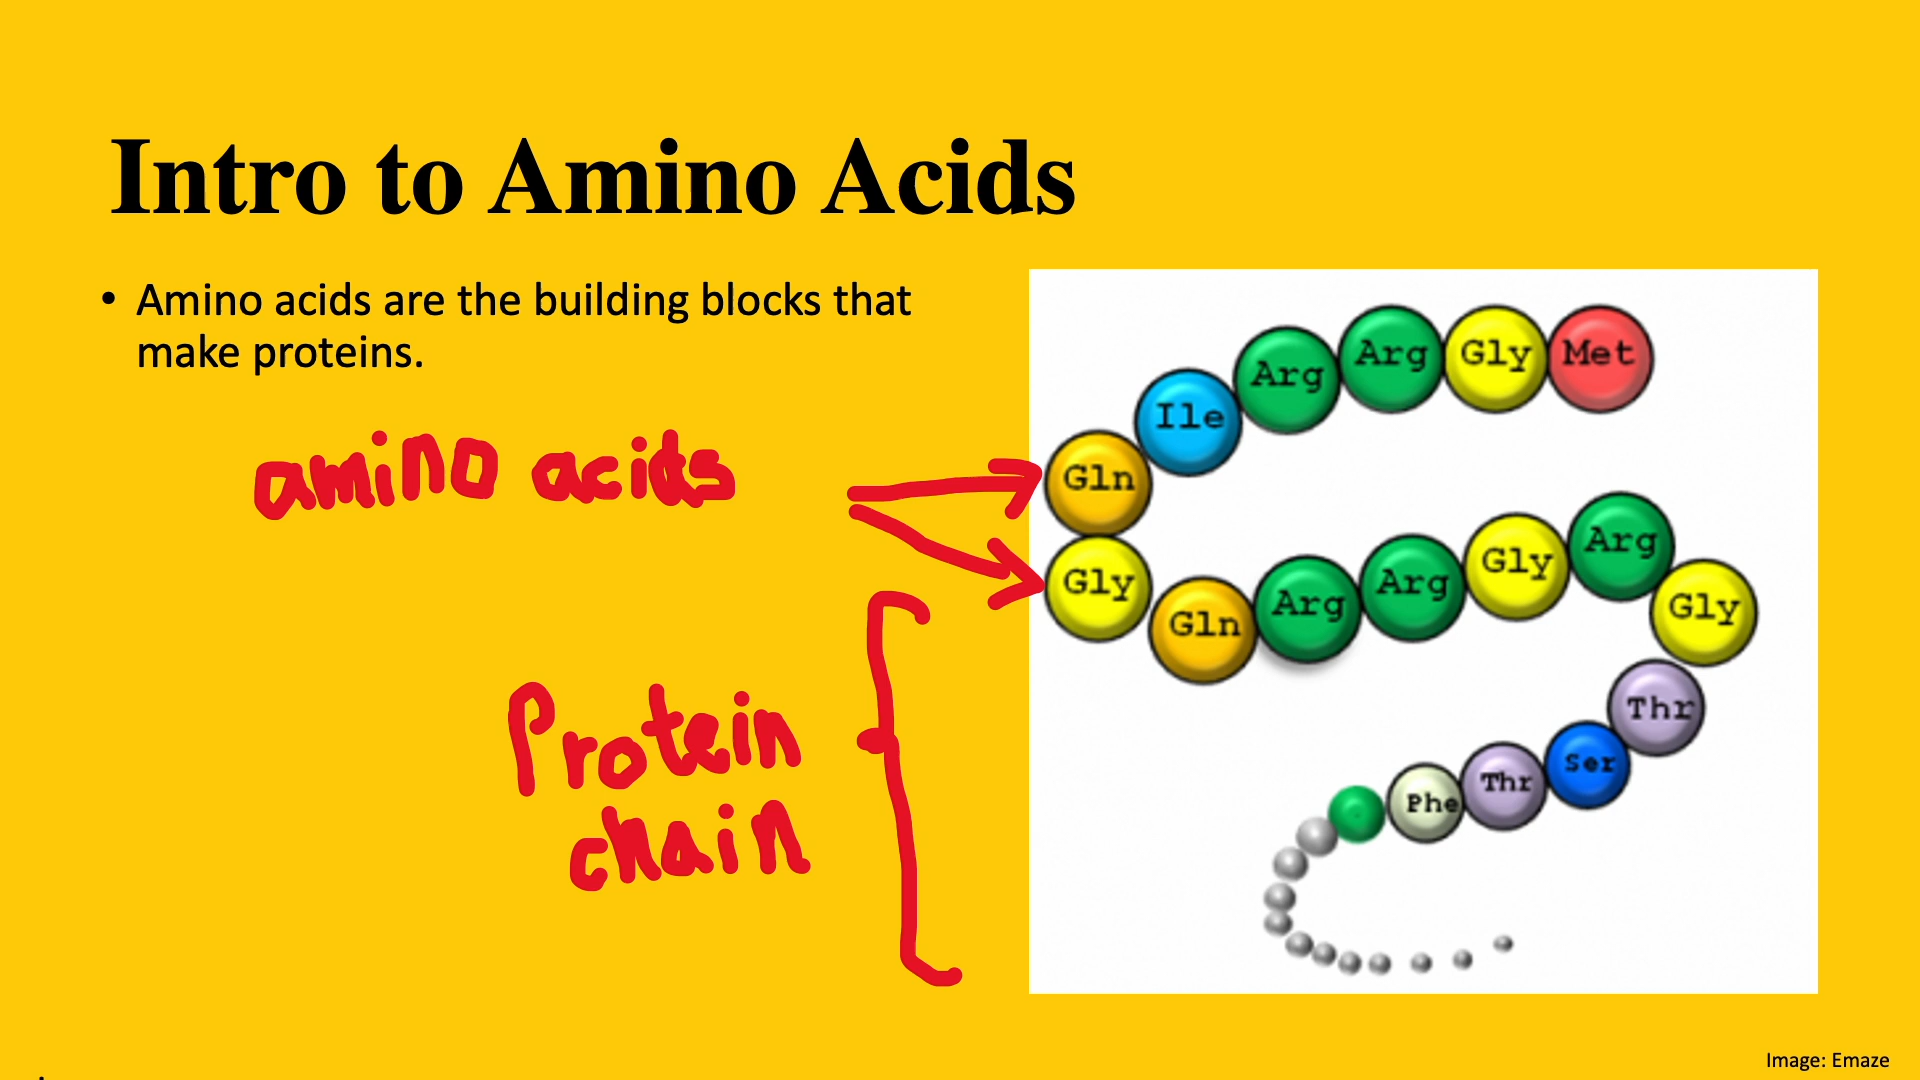 Intro to Amino Acids
• Amino acids are the building blocks that
make proteins.
amino acids
Protein
chain
Met
Gly
Arg
Arg
Ile
Gln
Gly
Gln
Arg
Arg
Gly
Arg
Gly
Thr
Ser
Thr
Phe
Image: Emaze